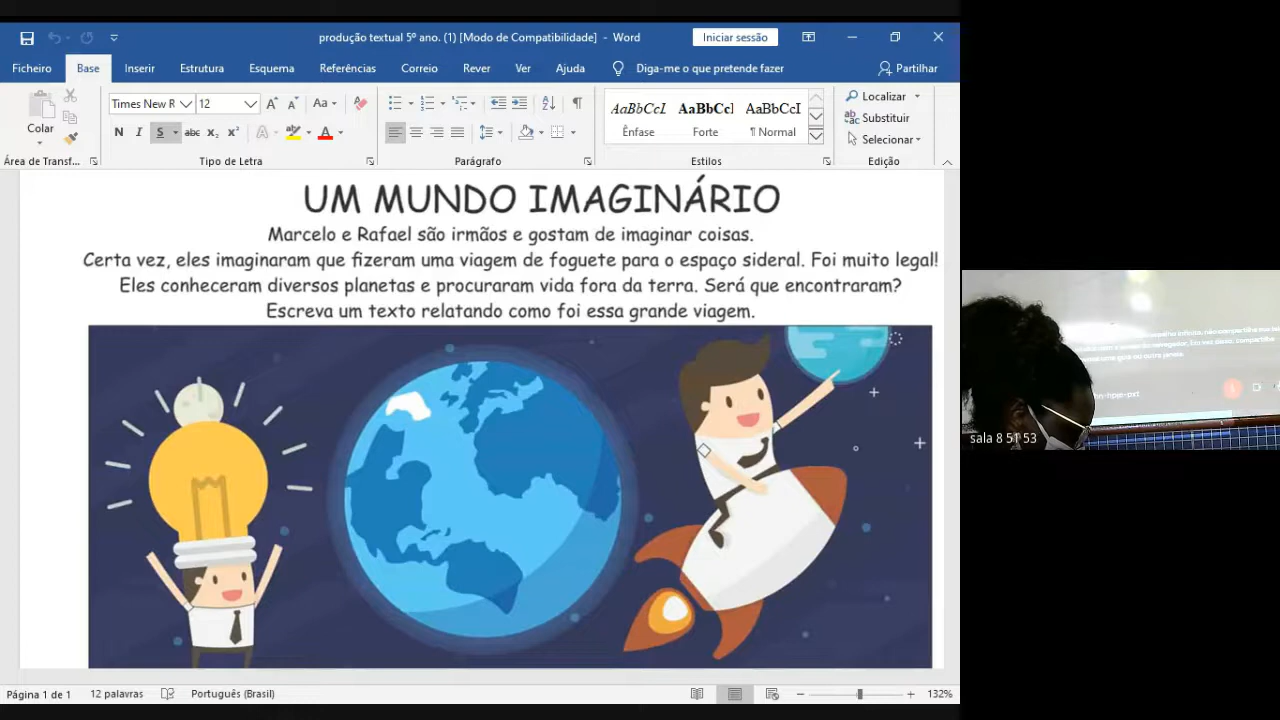 produção textual 5º ano. (1) [Modo de Compatibilidade] - Word
Iniciar sessão
Ficheiro Base Inserir Estrutura Esquema Referências Correio Rever Ver Ajuda Diga-me o que pretende fazer Partilhar
Colar
Times New R 12 Aa
N I S abc x₂ x² A A
AaBbCcL AaBbCcI AaBbCcI
Ênfase Forte ¶ Normal
Localizar
Substituir
Selecionar
Área de Transf... Tipo de Letra Parágrafo Estilos Edição
UM MUNDO IMAGINÁRIO
Marcelo e Rafael são irmãos e gostam de imaginar coisas.
Certa vez, eles imaginaram que fizeram uma viagem de foguete para o espaço sideral. Foi muito legal!
Eles conheceram diversos planetas e procuraram vida fora da terra. Será que encontraram?
Escreva um texto relatando como foi essa grande viagem.
sala 8 51 53
Página 1 de 1 12 palavras Português (Brasil) 132%